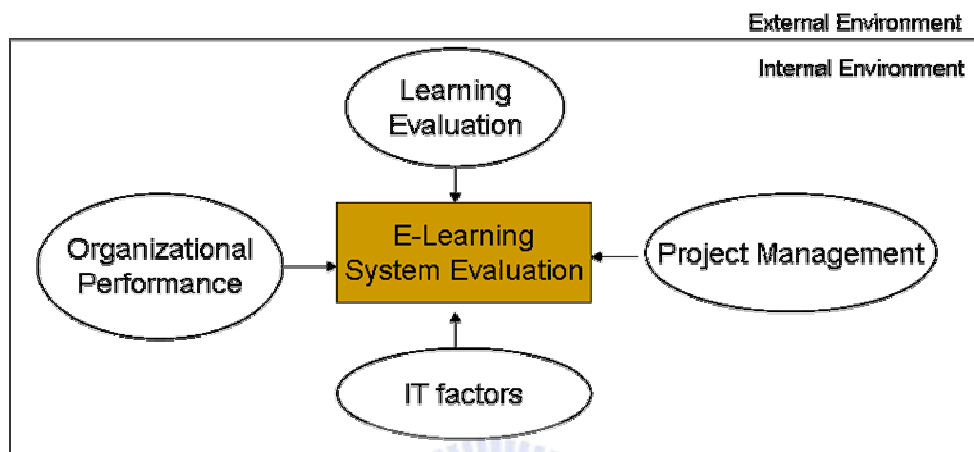 External Environment
Internal Environment
Learning
Evaluation
Organizational
Performance
E-Learning
System Evaluation
Project Management
IT factors